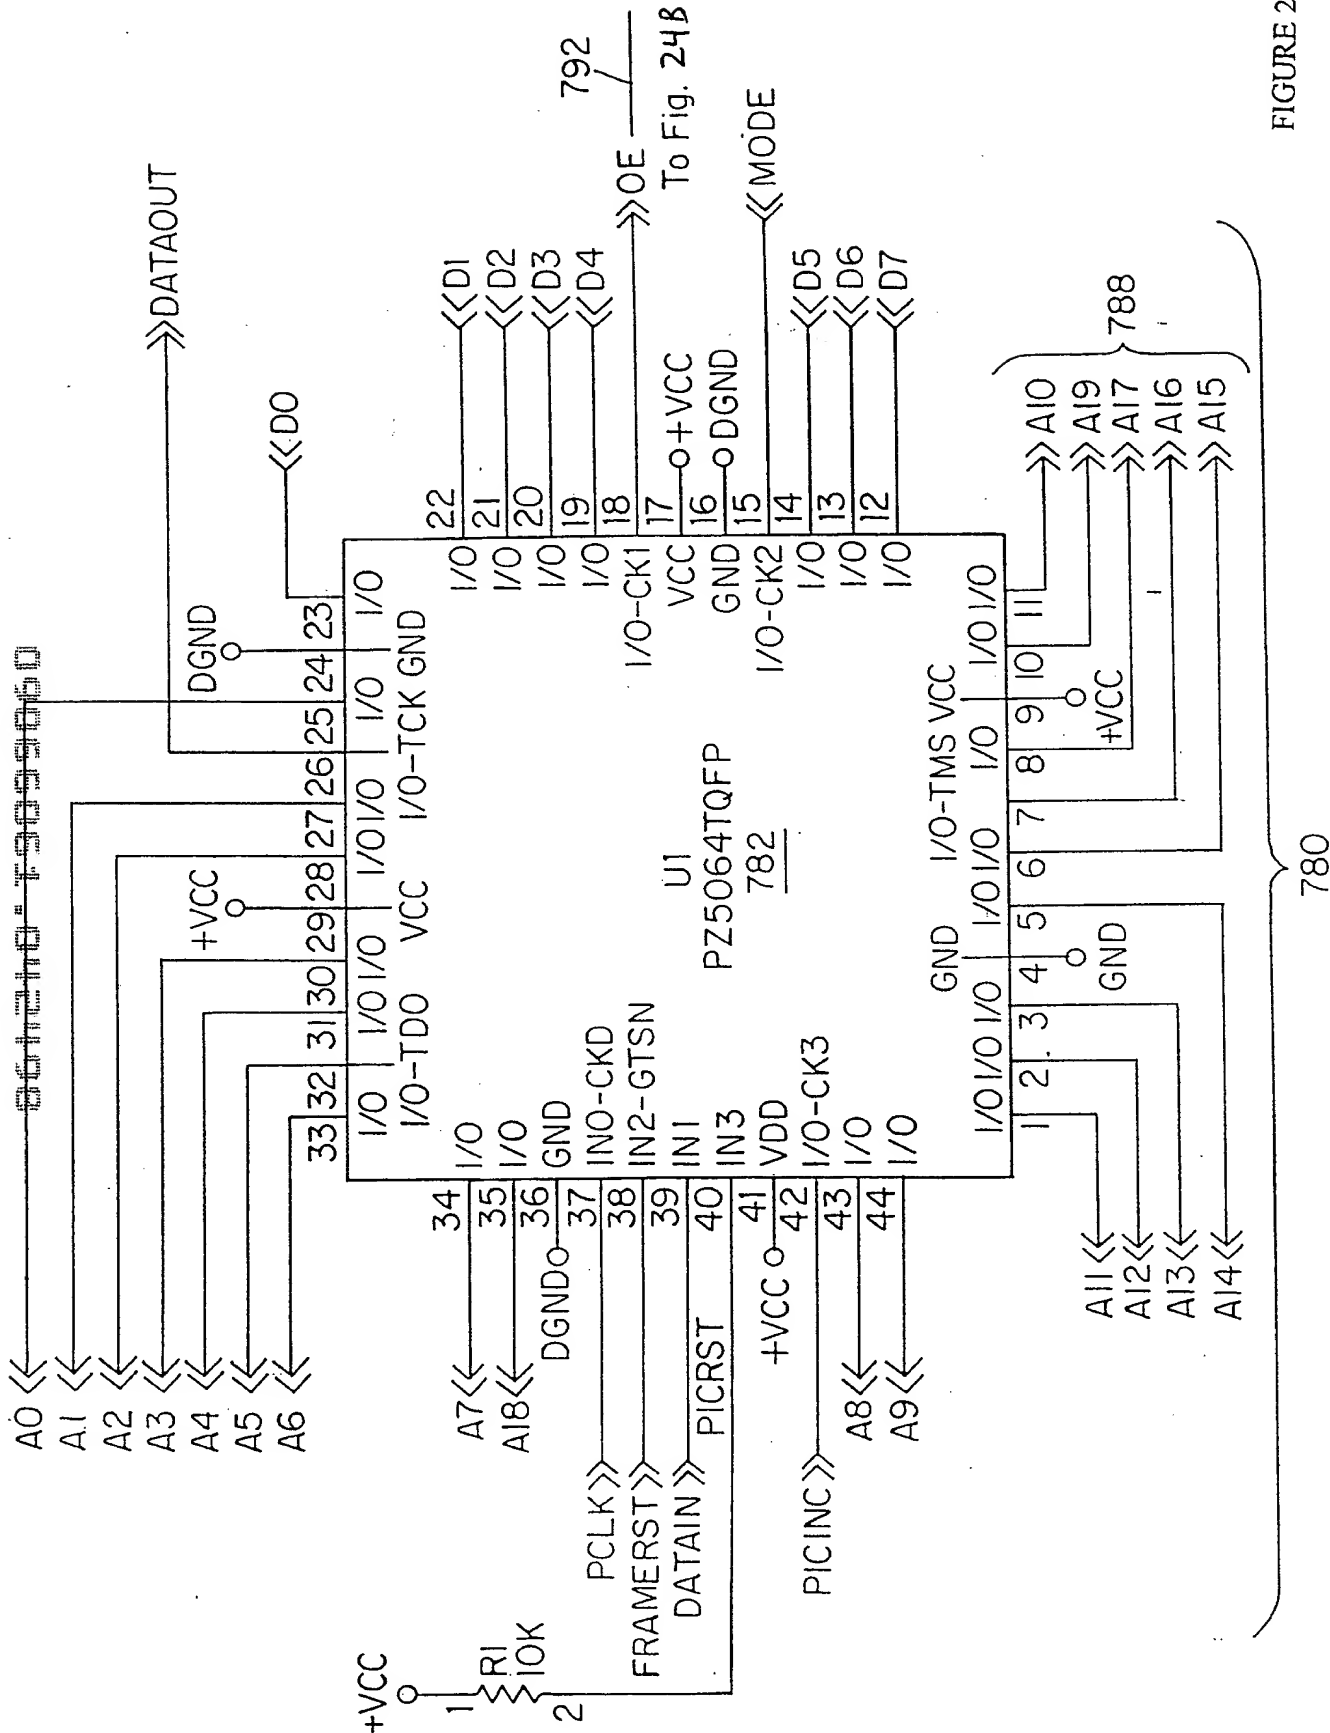 A0
A1
A2
A3
A4
A5
A6
DATAOUT
D0
DGND
+VCC
33 32 31 30 29 28 27 26 25 24 23
I/O I/O-TDO I/O I/O VCC I/O I/O I/O-TCK I/O GND I/O
A7 34 I/O
A18 35 I/O
DGND 36 GND
PCLK 37 IN0-CKD
FRAMERST 38 IN2-GTSN
DATAIN 39 IN1
PICRST 40 IN3
+VCC 41 VDD
PICINC 42 I/O-CK3
A8 43 I/O
A9 44 I/O
+VCC
1
R1
10K
2
U1
PZ5064TQFP
782
I/O 22 D1
I/O 21 D2
I/O 20 D3
I/O 19 D4
I/O-CK1 18 OE
792
To Fig. 24B
VCC 17 +VCC
GND 16 DGND
I/O-CK2 15 MODE
I/O 14 D5
I/O 13 D6
I/O 12 D7
I/O I/O I/O GND I/O I/O I/O-TMS I/O VCC I/O I/O
1 2 3 4 5 6 7 8 9 10 11
GND
+VCC
A11
A12
A13
A14
A10
A19
A17
A16
A15
788
780
FIGURE 2